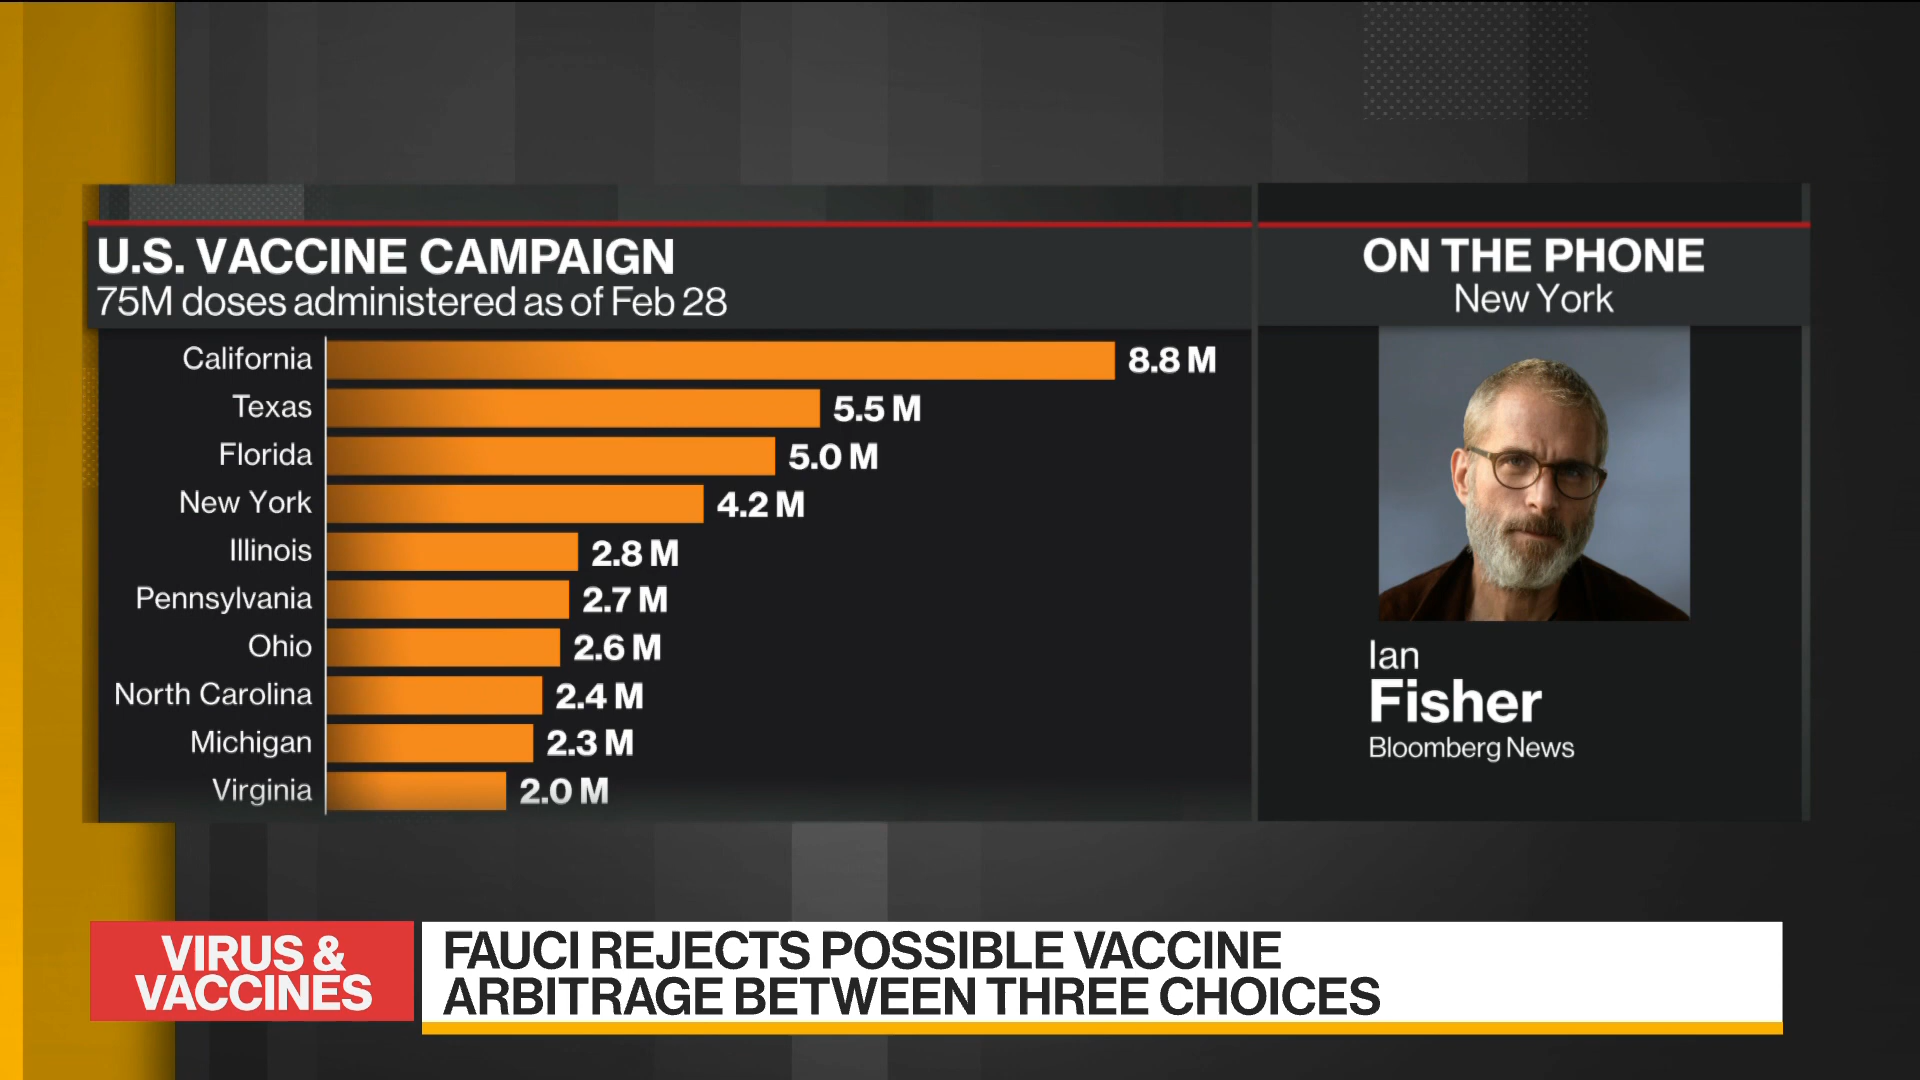 U.S. VACCINE CAMPAIGN
75M doses administered as of Feb 28
California 8.8 M
Texas 5.5 M
Florida 5.0 M
New York 4.2 M
Illinois 2.8 M
Pennsylvania 2.7 M
Ohio 2.6 M
North Carolina 2.4 M
Michigan 2.3 M
Virginia 2.0 M
ON THE PHONE
New York
Ian
Fisher
Bloomberg News
VIRUS &
VACCINES
FAUCI REJECTS POSSIBLE VACCINE
ARBITRAGE BETWEEN THREE CHOICES